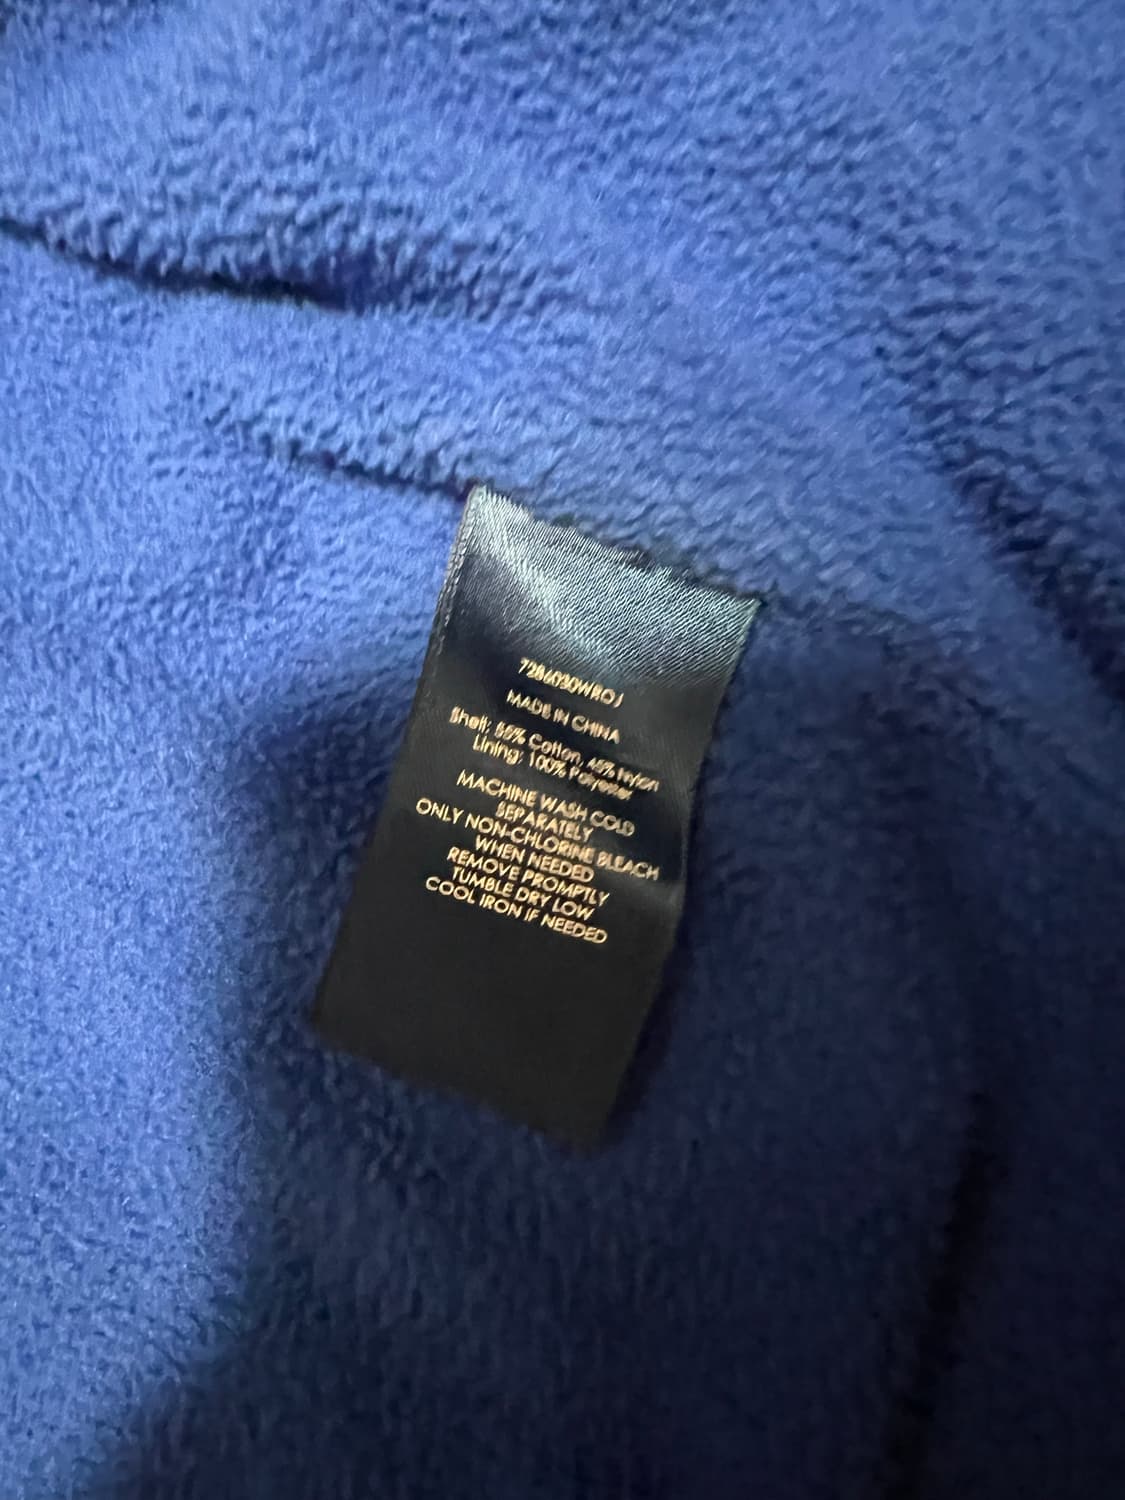 7286030WROJ
MADE IN CHINA
Shell: 55% Cotton, 45% Nylon
Lining: 100% Polyester
MACHINE WASH COLD
SEPARATELY
ONLY NON-CHLORINE BLEACH
WHEN NEEDED
REMOVE PROMPTLY
TUMBLE DRY LOW
COOL IRON IF NEEDED